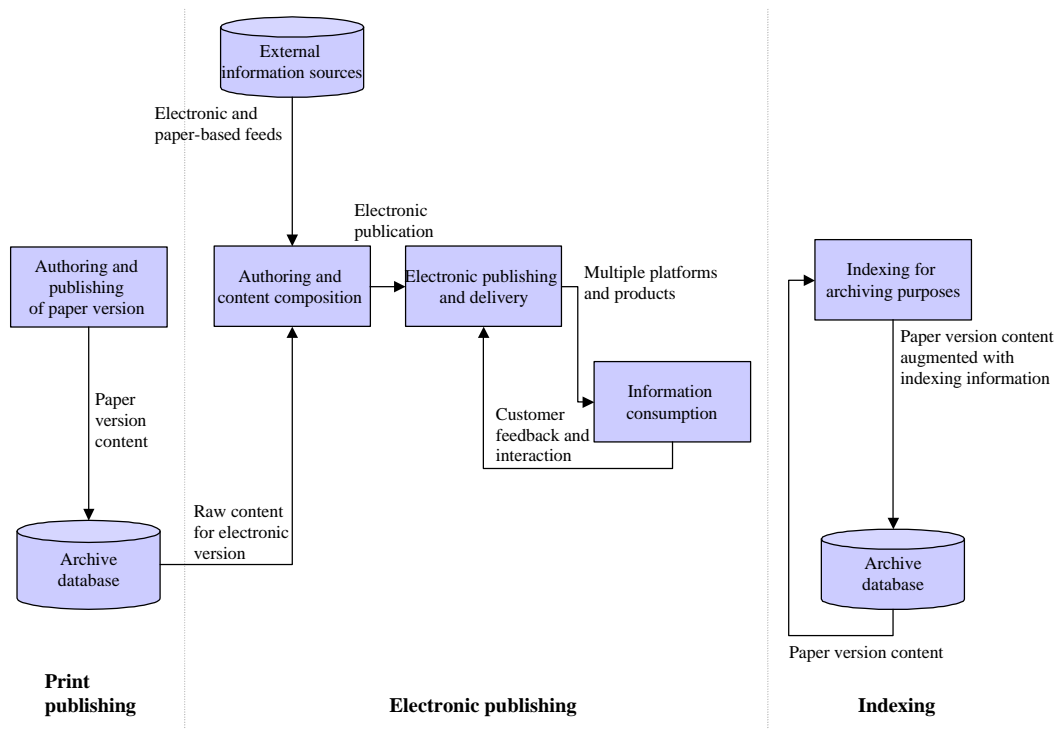 External
information sources
Electronic and
paper-based feeds
Electronic
publication
Authoring and
publishing
of paper version
Authoring and
content composition
Electronic publishing
and delivery
Multiple platforms
and products
Indexing for
archiving purposes
Paper version content
augmented with
indexing information
Information
consumption
Paper
version
content
Customer
feedback and
interaction
Raw content
for electronic
version
Archive
database
Archive
database
Paper version content
Print
publishing
Electronic publishing
Indexing